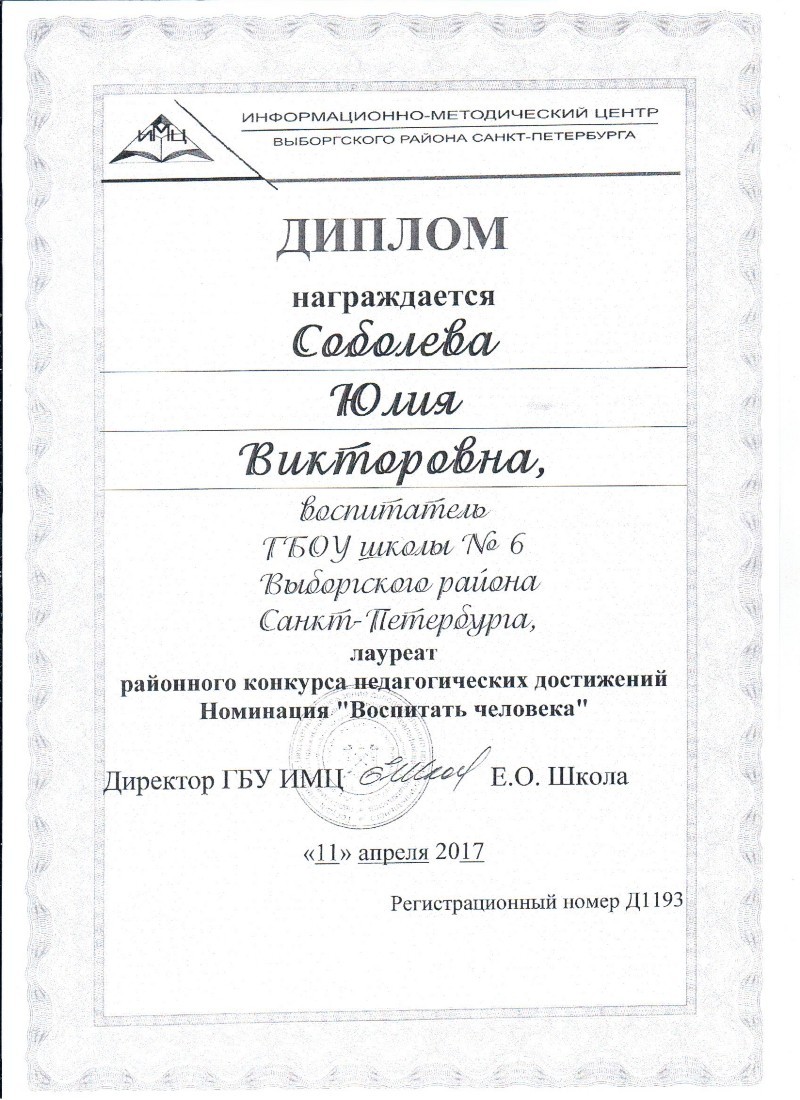 ИМЦ
ИНФОРМАЦИОННО-МЕТОДИЧЕСКИЙ ЦЕНТР
ВЫБОРГСКОГО РАЙОНА САНКТ-ПЕТЕРБУРГА
ДИПЛОМ
награждается
Соболева
Юлия
Викторовна,
воспитатель
ГБОУ школы № 6
Выборгского района
Санкт-Петербурга,
лауреат
районного конкурса педагогических достижений
Номинация "Воспитать человека"
Директор ГБУ ИМЦ Е.О. Школа
«11» апреля 2017
Регистрационный номер Д1193